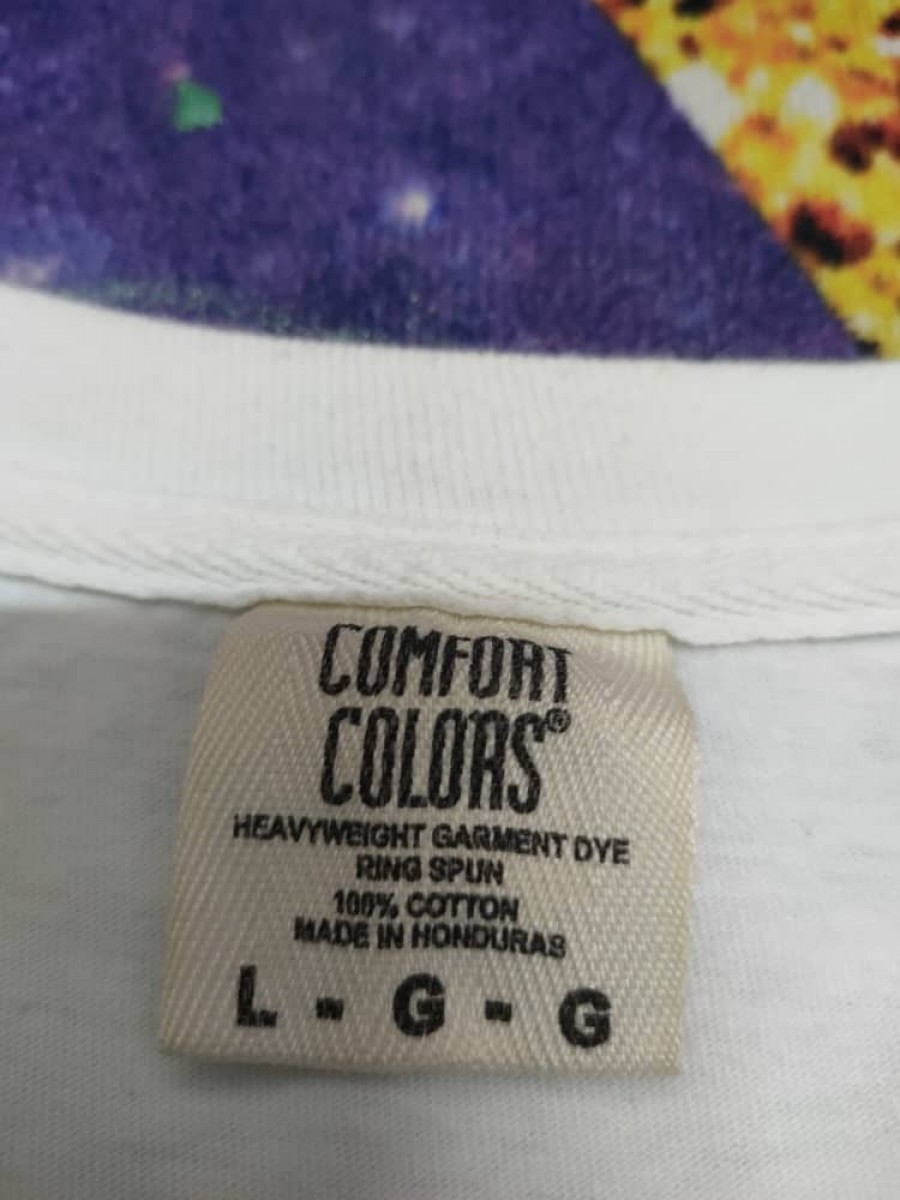 COMFORT
COLORS®
HEAVYWEIGHT GARMENT DYE
RING SPUN
100% COTTON
MADE IN HONDURAS
L - G - G